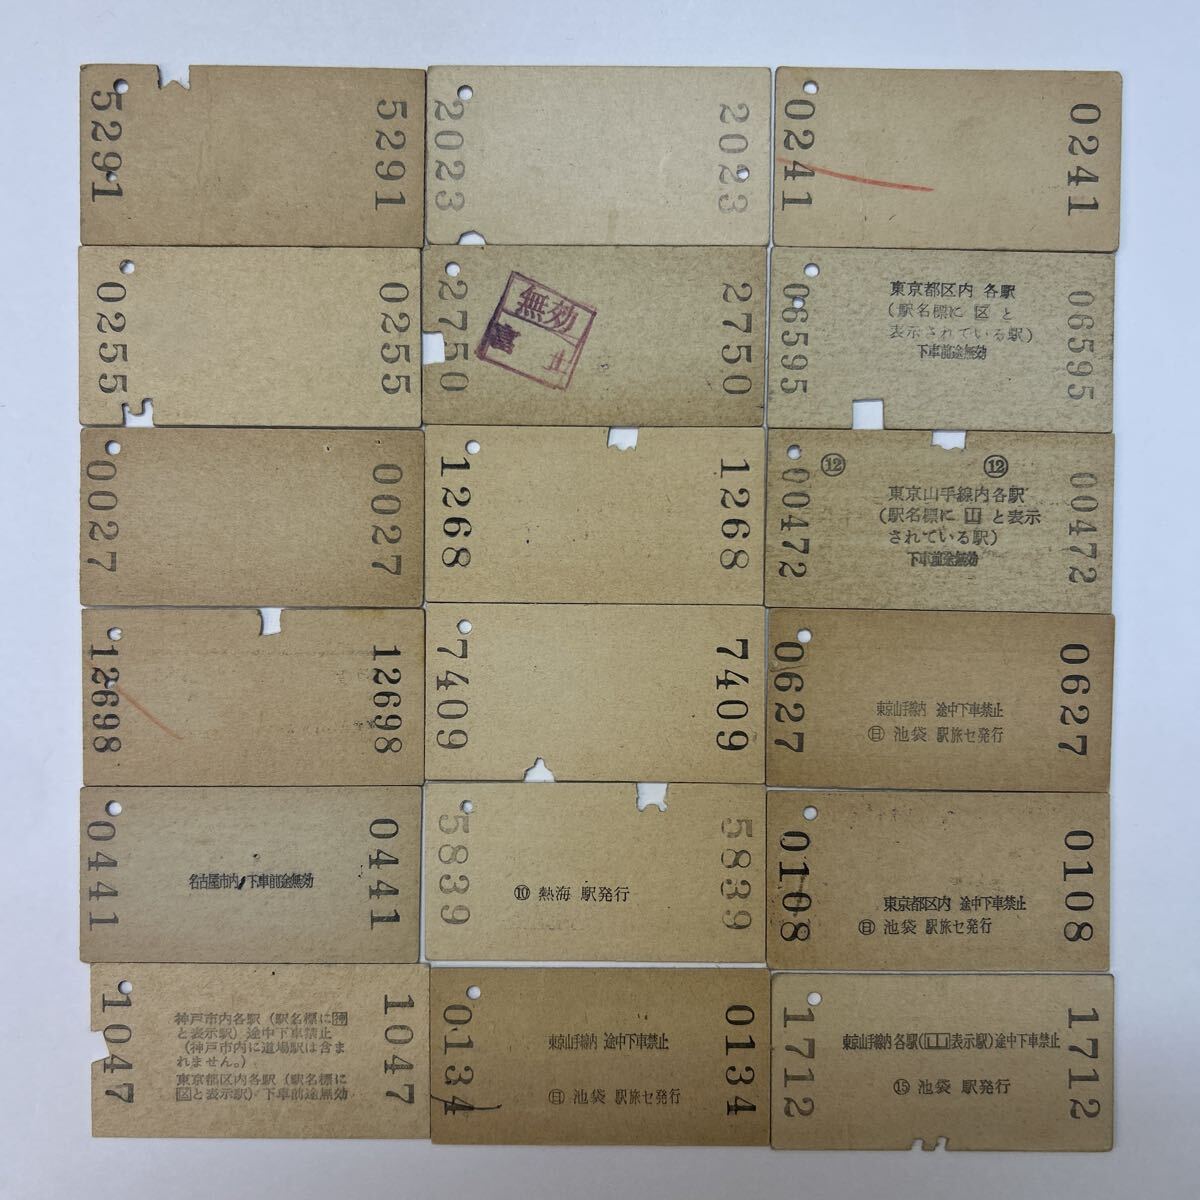 5291
5291
2023
2023
0241
0241
0255
0255
2750
無効
2750
06595
東京都区内 各駅
(駅名標に 区 と
表示されている駅)
下車前途無効
06595
0027
0027
1268
1268
00472
⑫
⑫
東京山手線内各駅
(駅名標に 山 と表示
されている駅)
下車前途無効
00472
12698
12698
7409
7409
0627
東京山手線内 途中下車禁止
㊐ 池袋 駅旅セ発行
0627
0441
名古屋市内 下車前途無効
0441
5839
⑩ 熱海 駅発行
5839
0108
東京都区内 途中下車禁止
㊐ 池袋 駅旅セ発行
0108
1047
神戸市内各駅 (駅名標に神
と表示駅) 途中下車禁止
(神戸市内に道場駅は含ま
れません。)
東京都区内各駅 (駅名標に
区と表示駅) 下車前途無効
1047
0134
東京山手線内 途中下車禁止
㊐ 池袋 駅旅セ発行
0134
1712
東京山手線内 各駅(山表示駅)途中下車禁止
⑮ 池袋 駅発行
1712